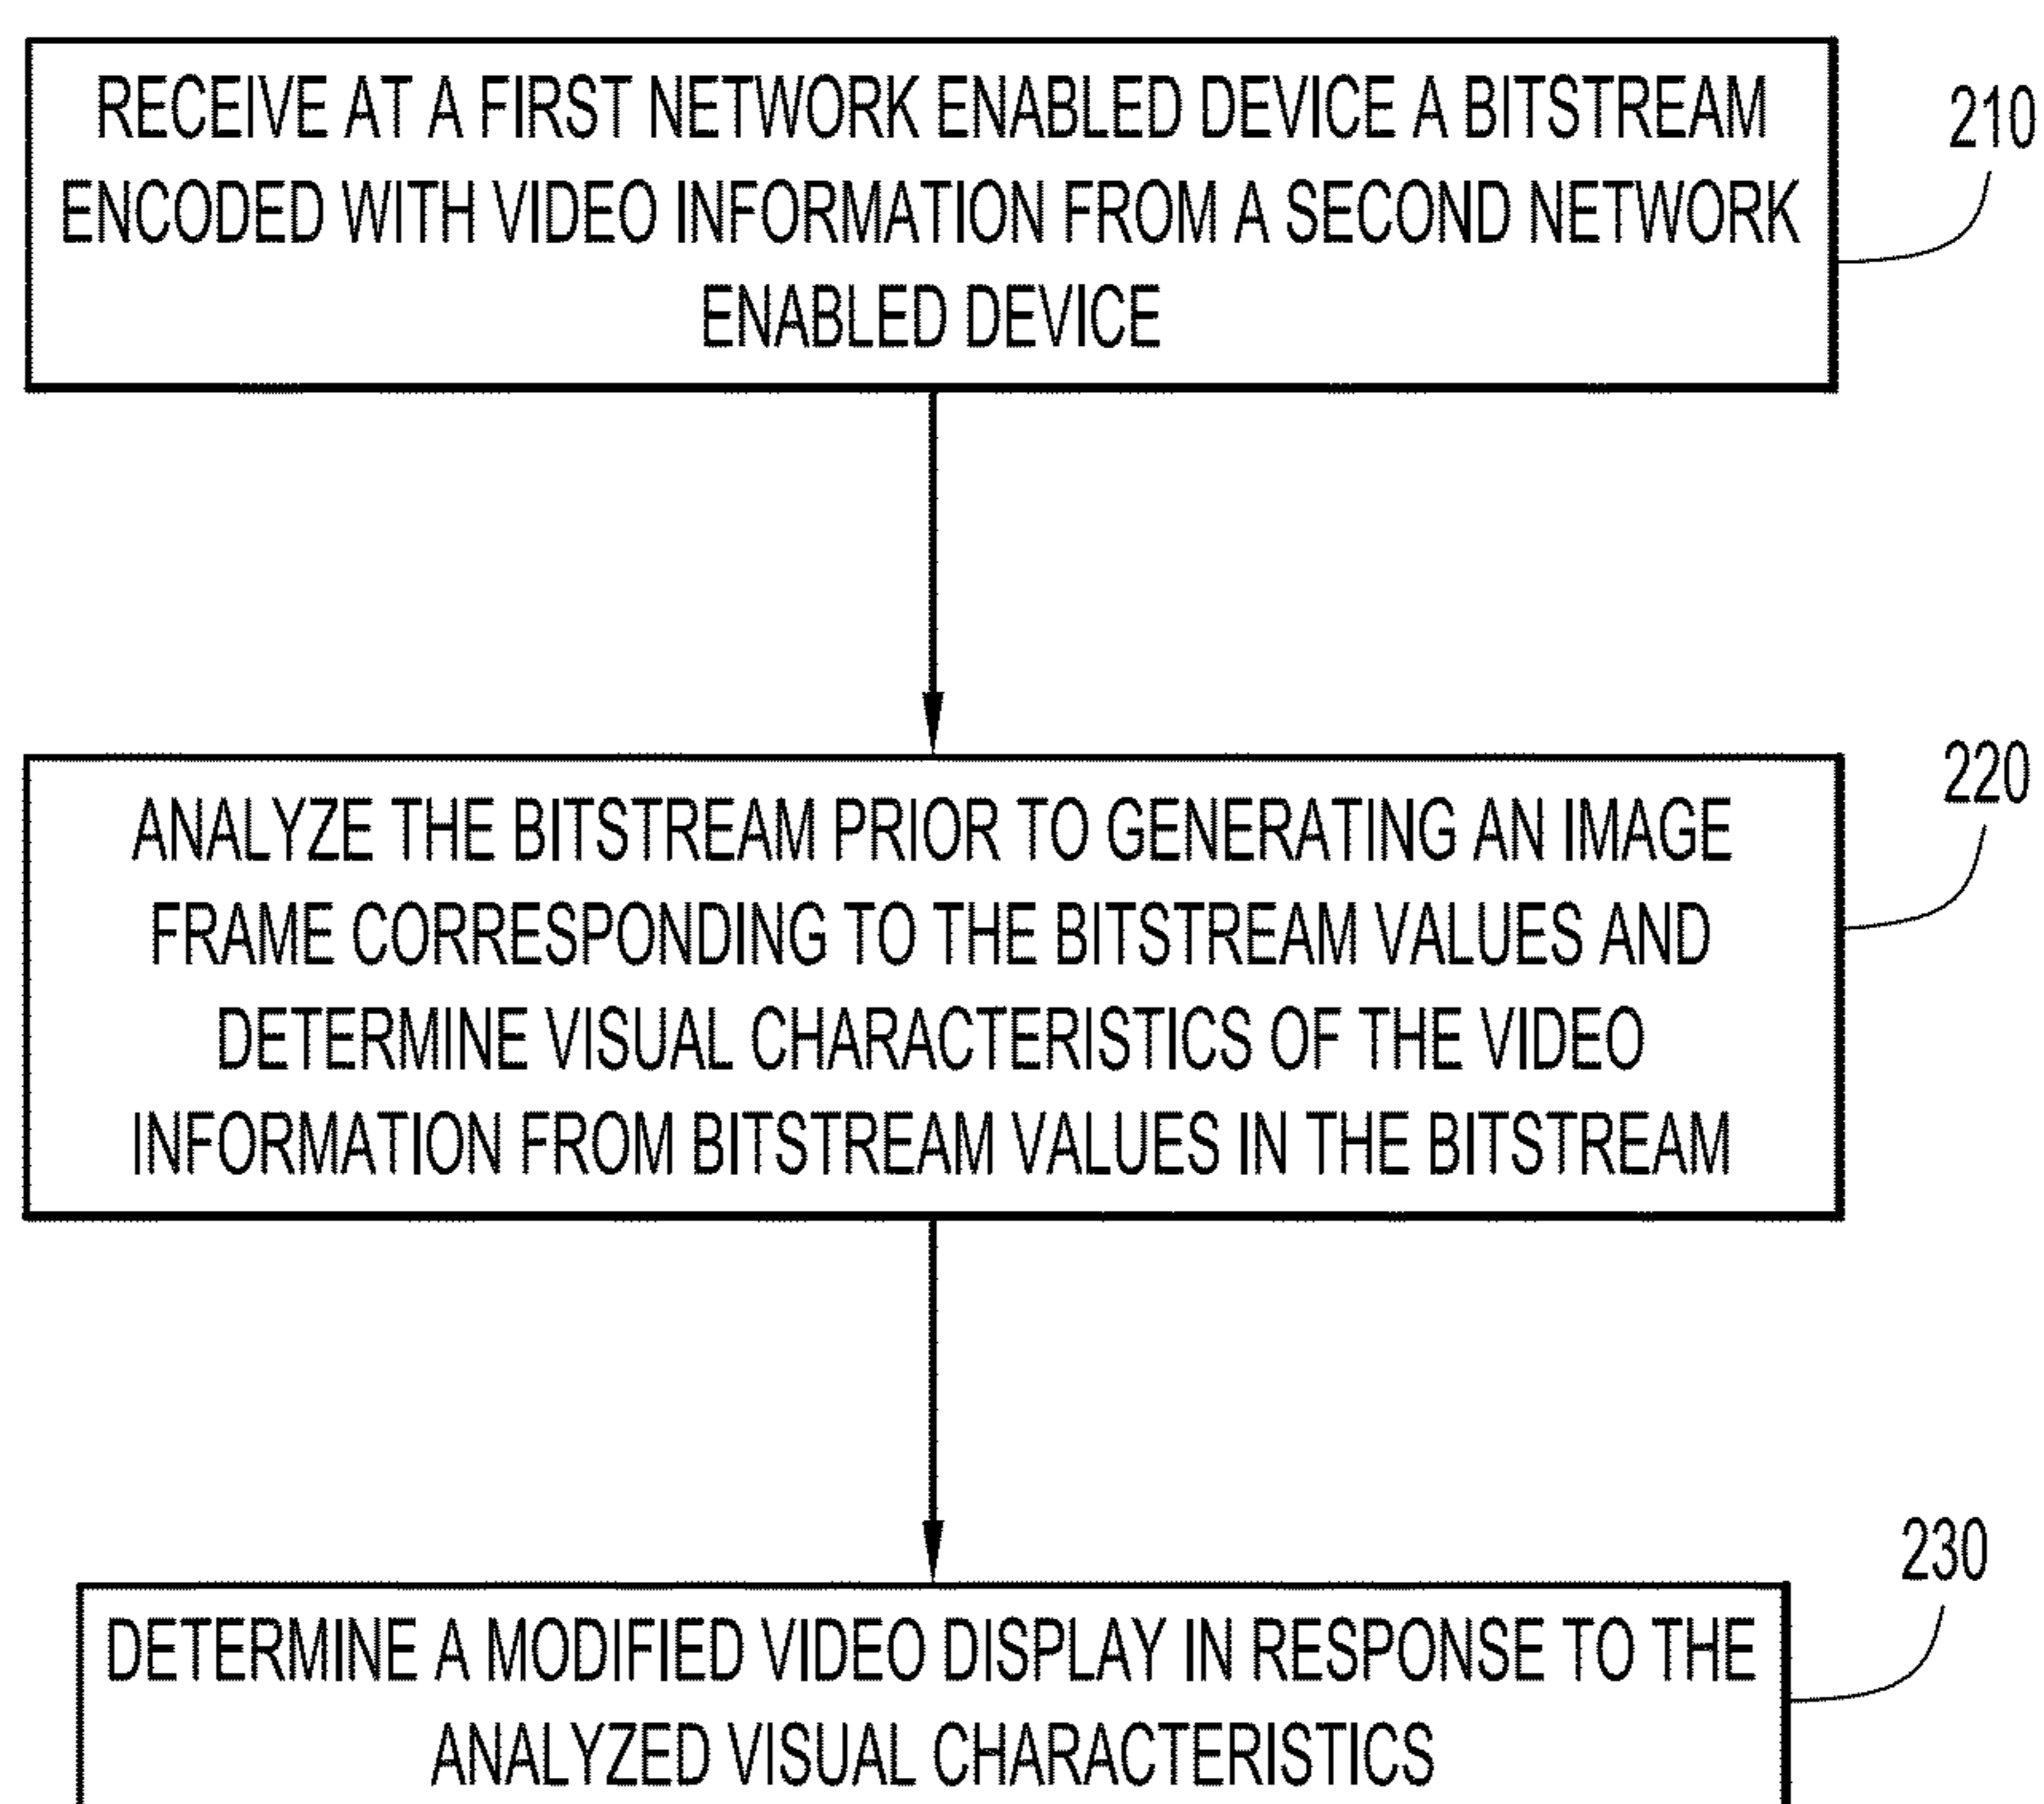 RECEIVE AT A FIRST NETWORK ENABLED DEVICE A BITSTREAM
ENCODED WITH VIDEO INFORMATION FROM A SECOND NETWORK
ENABLED DEVICE
210
ANALYZE THE BITSTREAM PRIOR TO GENERATING AN IMAGE
FRAME CORRESPONDING TO THE BITSTREAM VALUES AND
DETERMINE VISUAL CHARACTERISTICS OF THE VIDEO
INFORMATION FROM BITSTREAM VALUES IN THE BITSTREAM
220
DETERMINE A MODIFIED VIDEO DISPLAY IN RESPONSE TO THE
ANALYZED VISUAL CHARACTERISTICS
230